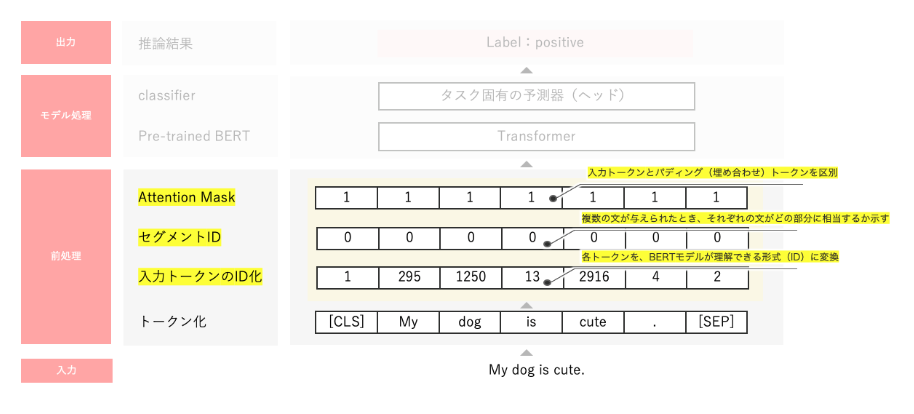 出力 推論結果 Label：positive
モデル処理
classifier タスク固有の予測器（ヘッド）
Pre-trained BERT Transformer
入力トークンとパディング（埋め合わせ）トークンを区別
Attention Mask 1 1 1 1 1 1 1
複数の文が与えられたとき、それぞれの文がどの部分に相当するか示す
セグメントID 0 0 0 0 0 0 0
前処理
各トークンを、BERTモデルが理解できる形式（ID）に変換
入力トークンのID化 1 295 1250 13 2916 4 2
トークン化 [CLS] My dog is cute . [SEP]
入力 My dog is cute.